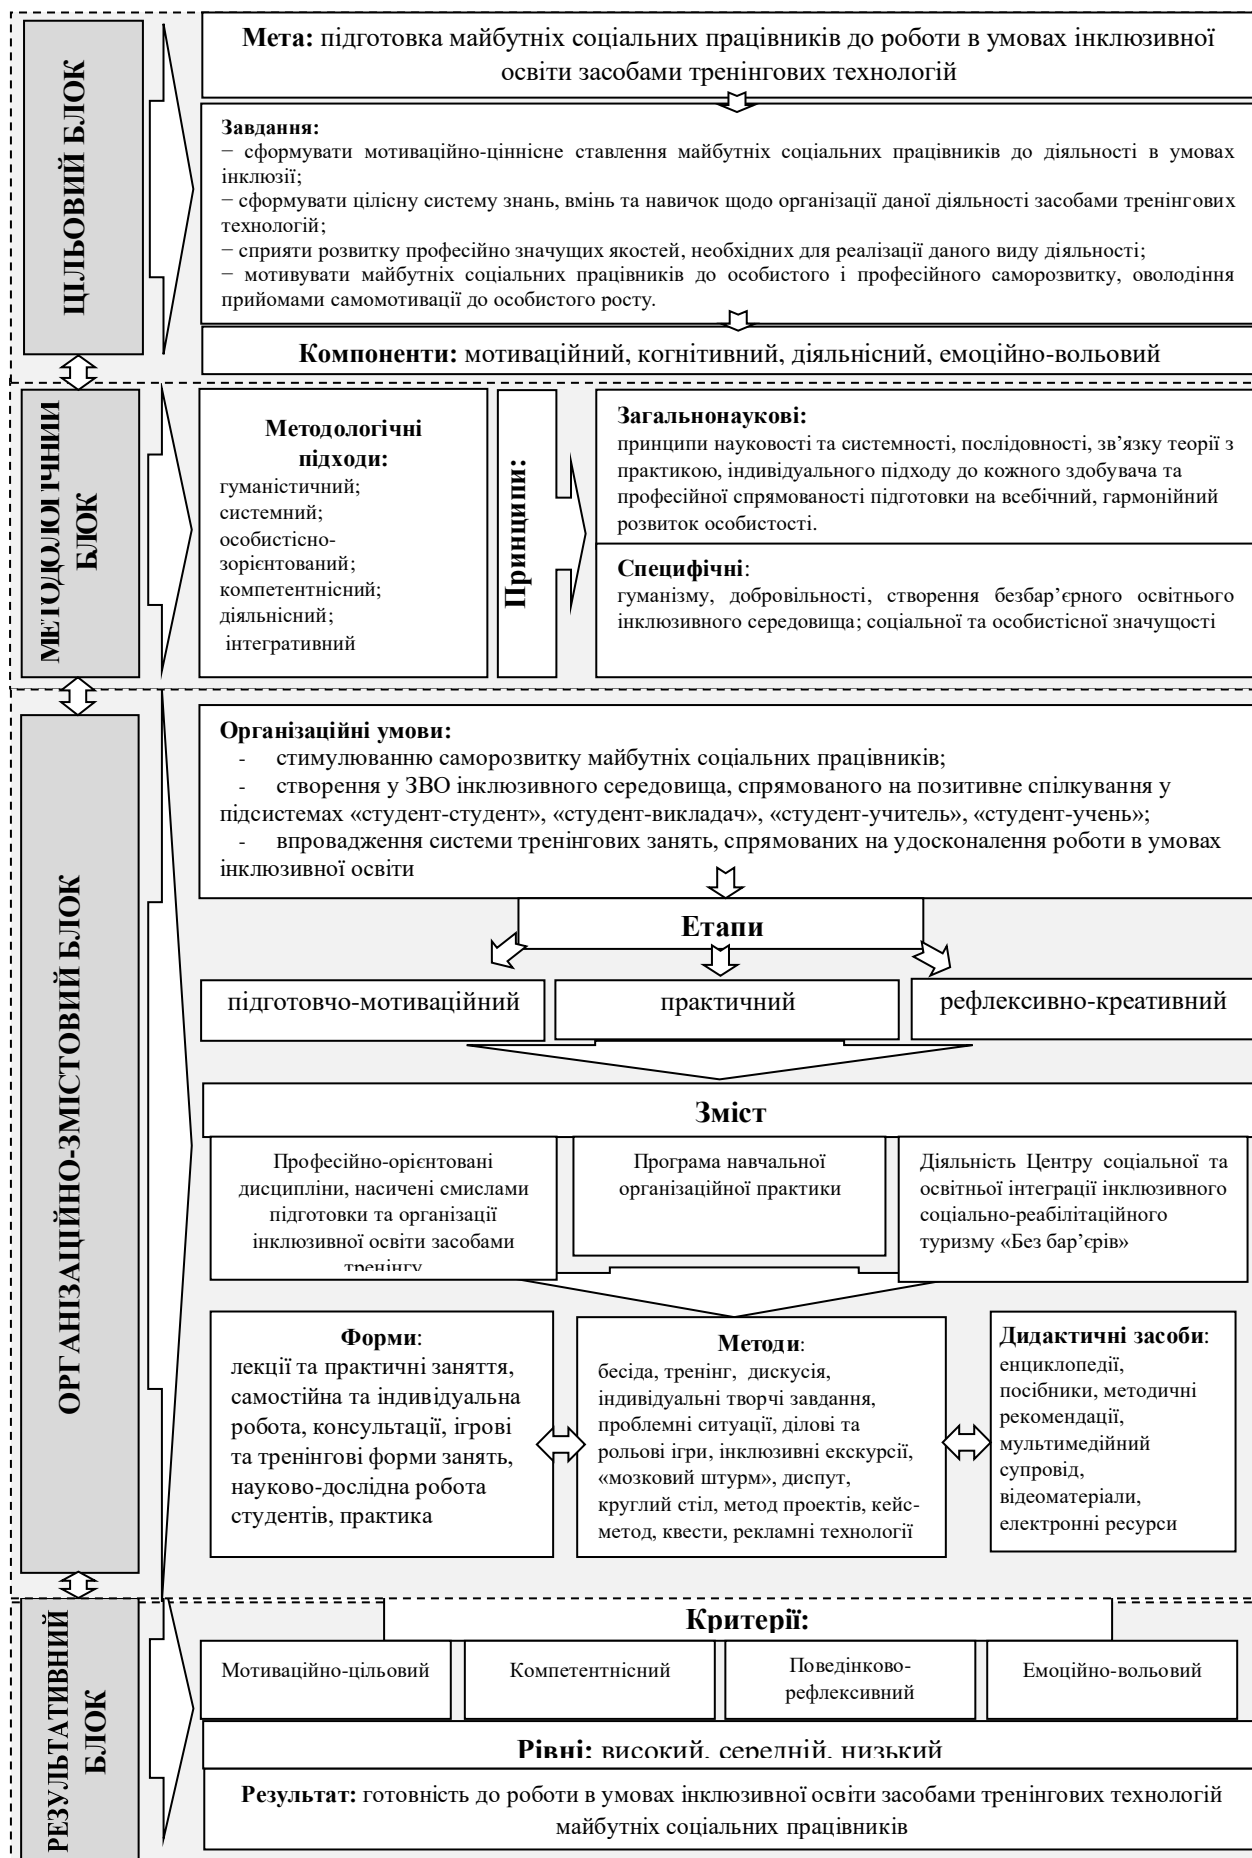 ЦІЛЬОВИЙ БЛОК
Мета: підготовка майбутніх соціальних працівників до роботи в умовах інклюзивної
освіти засобами тренінгових технологій
Завдання:
− сформувати мотиваційно-ціннісне ставлення майбутніх соціальних працівників до діяльності в умовах
інклюзії;
− сформувати цілісну систему знань, вмінь та навичок щодо організації даної діяльності засобами тренінгових
технологій;
− сприяти розвитку професійно значущих якостей, необхідних для реалізації даного виду діяльності;
− мотивувати майбутніх соціальних працівників до особистого і професійного саморозвитку, оволодіння
прийомами самомотивації до особистого росту.
Компоненти: мотиваційний, когнітивний, діяльнісний, емоційно-вольовий
МЕТОДОЛОГІЧНИЙ
БЛОК
Методологічні
підходи:
гуманістичний;
системний;
особистісно-
зорієнтований;
компетентнісний;
діяльнісний;
інтегративний
Принципи:
Загальнонаукові:
принципи науковості та системності, послідовності, зв’язку теорії з
практикою, індивідуального підходу до кожного здобувача та
професійної спрямованості підготовки на всебічний, гармонійний
розвиток особистості.
Специфічні:
гуманізму, добровільності, створення безбар’єрного освітнього
інклюзивного середовища; соціальної та особистісної значущості
ОРГАНІЗАЦІЙНО-ЗМІСТОВИЙ БЛОК
Організаційні умови:
- стимулюванню саморозвитку майбутніх соціальних працівників;
- створення у ЗВО інклюзивного середовища, спрямованого на позитивне спілкування у
підсистемах «студент-студент», «студент-викладач», «студент-учитель», «студент-учень»;
- впровадження системи тренінгових занять, спрямованих на удосконалення роботи в умовах
інклюзивної освіти
Етапи
підготовчо-мотиваційний
практичний
рефлексивно-креативний
Зміст
Професійно-орієнтовані
дисципліни, насичені смислами
підготовки та організації
інклюзивної освіти засобами
тренінгу
Програма навчальної
організаційної практики
Діяльність Центру соціальної та
освітньої інтеграції інклюзивного
соціально-реабілітаційного
туризму «Без бар’єрів»
Форми:
лекції та практичні заняття,
самостійна та індивідуальна
робота, консультації, ігрові
та тренінгові форми занять,
науково-дослідна робота
студентів, практика
Методи:
бесіда, тренінг, дискусія,
індивідуальні творчі завдання,
проблемні ситуації, ділові та
рольові ігри, інклюзивні екскурсії,
«мозковий штурм», диспут,
круглий стіл, метод проектів, кейс-
метод, квести, рекламні технології
Дидактичні засоби:
енциклопедії,
посібники, методичні
рекомендації,
мультимедійний
супровід,
відеоматеріали,
електронні ресурси
РЕЗУЛЬТАТИВНИЙ
БЛОК
Критерії:
Мотиваційно-цільовий
Компетентнісний
Поведінково-
рефлексивний
Емоційно-вольовий
Рівні: високий, середній, низький
Результат: готовність до роботи в умовах інклюзивної освіти засобами тренінгових технологій
майбутніх соціальних працівників